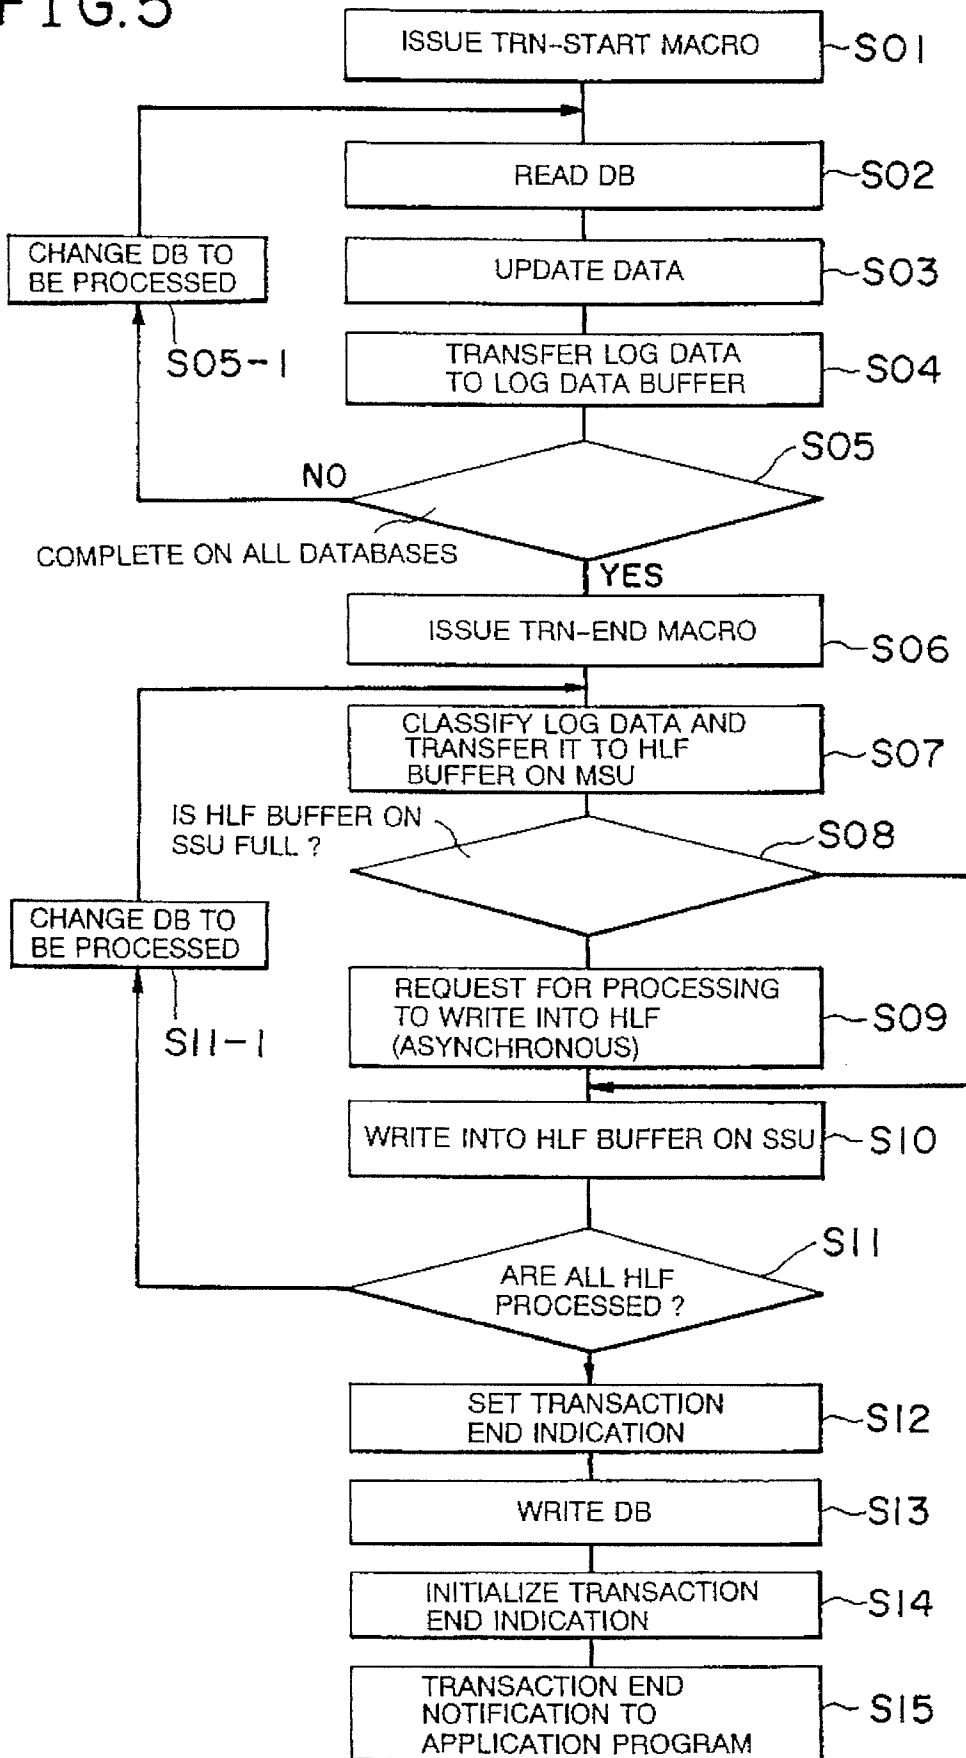 FIG.5
ISSUE TRN-START MACRO
S01
READ DB
S02
CHANGE DB TO
BE PROCESSED
S05-1
UPDATE DATA
S03
TRANSFER LOG DATA
TO LOG DATA BUFFER
S04
S05
NO
COMPLETE ON ALL DATABASES
YES
ISSUE TRN-END MACRO
S06
CLASSIFY LOG DATA AND
TRANSFER IT TO HLF
BUFFER ON MSU
S07
IS HLF BUFFER ON
SSU FULL ?
S08
CHANGE DB TO
BE PROCESSED
S11-1
REQUEST FOR PROCESSING
TO WRITE INTO HLF
(ASYNCHRONOUS)
S09
WRITE INTO HLF BUFFER ON SSU
S10
S11
ARE ALL HLF
PROCESSED ?
SET TRANSACTION
END INDICATION
S12
WRITE DB
S13
INITIALIZE TRANSACTION
END INDICATION
S14
TRANSACTION END
NOTIFICATION TO
APPLICATION PROGRAM
S15